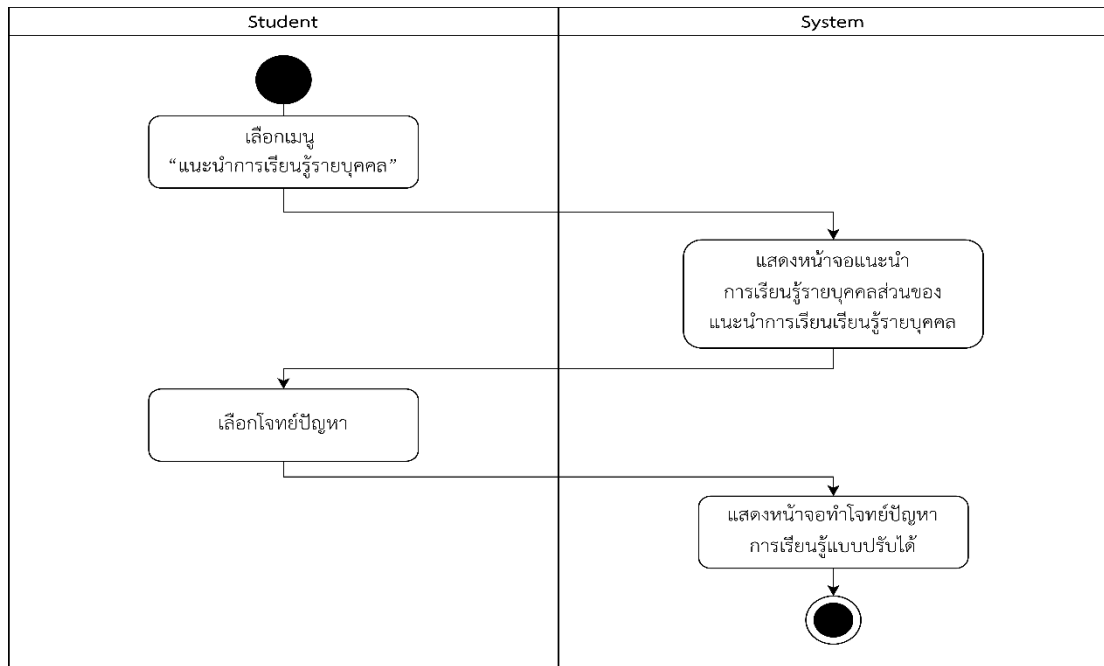 Student
System
เลือกเมนู
“แนะนำการเรียนรู้รายบุคคล”
แสดงหน้าจอแนะนำ
การเรียนรู้รายบุคคลส่วนของ
แนะนำการเรียนเรียนรู้รายบุคคล
เลือกโจทย์ปัญหา
แสดงหน้าจอทำโจทย์ปัญหา
การเรียนรู้แบบปรับได้